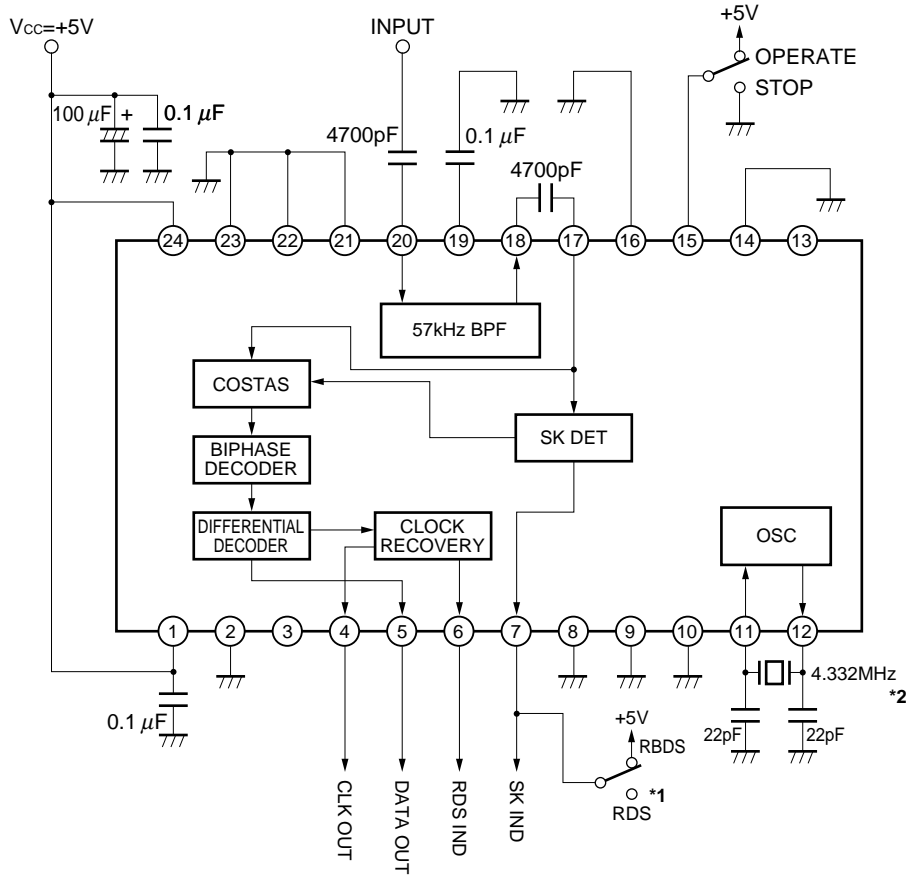 Vcc=+5V
INPUT
+5V
OPERATE
STOP
100 μF +
0.1 μF
4700pF
0.1 μF
4700pF
24 23 22 21 20 19 18 17 16 15 14 13
57kHz BPF
COSTAS
SK DET
BIPHASE
DECODER
DIFFERENTIAL
DECODER
CLOCK
RECOVERY
OSC
1 2 3 4 5 6 7 8 9 10 11 12
0.1 μF
4.332MHz
*2
22pF
22pF
+5V
RBDS
*1
RDS
CLK OUT
DATA OUT
RDS IND
SK IND